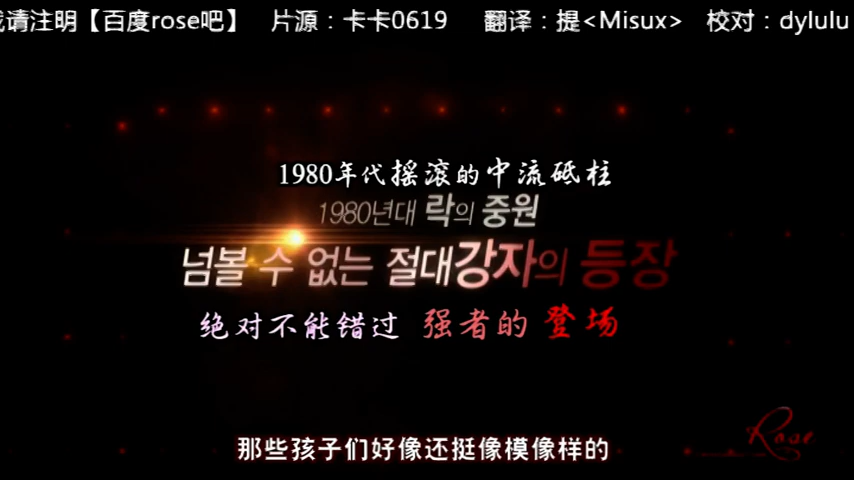 我请注明【百度rose吧】 片源：卡卡0619 翻译：提<Misux> 校对：dylulu
1980年代摇滚的中流砥柱
1980년대 락의 중원
넘볼 수 없는 절대강자의 등장
绝对不能错过 强者的 登场
Rose
那些孩子们好像还挺像模像样的